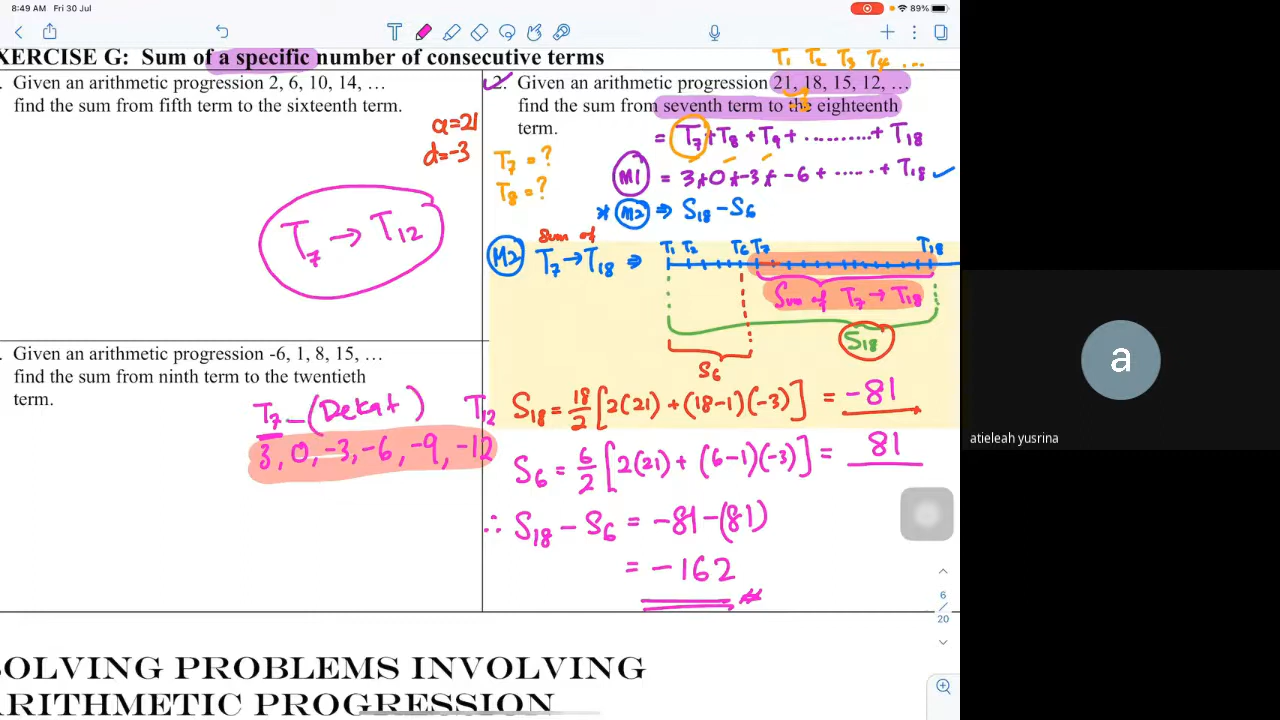 8:49 AM Fri 30 Jul
89%
EXERCISE G: Sum of a specific number of consecutive terms
T1 T2 T3 T4 ...
. Given an arithmetic progression 2, 6, 10, 14, …
find the sum from fifth term to the sixteenth term.
a=21
d=-3
T7 → T12
2. Given an arithmetic progression 21, 18, 15, 12, …
find the sum from seventh term to the eighteenth
term.
-3
= T7 + T8 + T9 + ........... + T18
T7 = ?
T8 = ?
M1 = 3 + 0 + -3 + -6 + ...... + T18
* M2 ⇒ S18 - S6
M2 Sum of T7 → T18 ⇒
T1 T2 T6 T7 T18
Sum of T7 → T18
S18
S6
S18 = 18/2 [2(21) + (18-1)(-3)] = -81
S6 = 6/2 [2(21) + (6-1)(-3)] = 81
∴ S18 - S6 = -81 - (81)
= -162
. Given an arithmetic progression -6, 1, 8, 15, …
find the sum from ninth term to the twentieth
term.
T7 - (Dekat) T12
3, 0, -3, -6, -9, -12
6
/
20
SOLVING PROBLEMS INVOLVING
ARITHMETIC PROGRESSION
a
atieleah yusrina